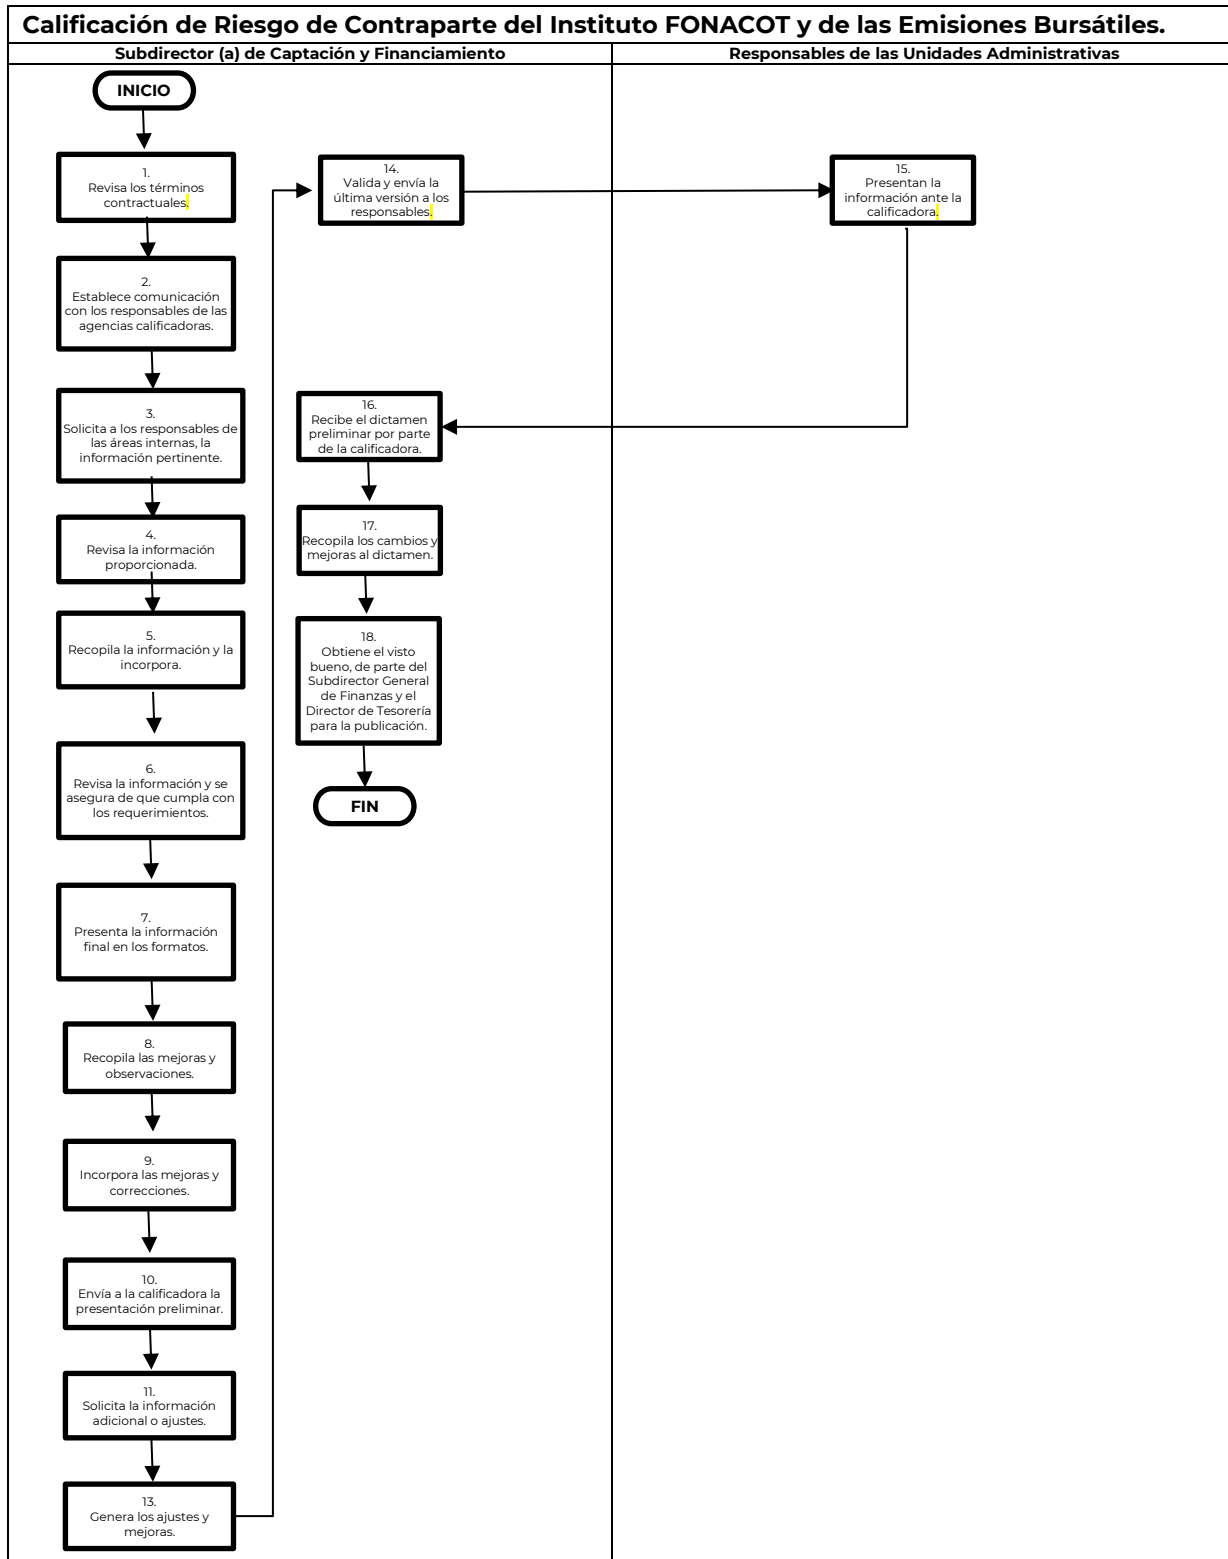 Calificación de Riesgo de Contraparte del Instituto FONACOT y de las Emisiones Bursátiles.
Subdirector (a) de Captación y Financiamiento
Responsables de las Unidades Administrativas
INICIO
1.
Revisa los términos
contractuales.
2.
Establece comunicación
con los responsables de las
agencias calificadoras.
3.
Solicita a los responsables de
las áreas internas, la
información pertinente.
4.
Revisa la información
proporcionada.
5.
Recopila la información y la
incorpora.
6.
Revisa la información y se
asegura de que cumpla con
los requerimientos.
7.
Presenta la información
final en los formatos.
8.
Recopila las mejoras y
observaciones.
9.
Incorpora las mejoras y
correcciones.
10.
Envía a la calificadora la
presentación preliminar.
11.
Solicita la información
adicional o ajustes.
13.
Genera los ajustes y
mejoras.
14.
Valida y envía la
última versión a los
responsables.
15.
Presentan la
información ante la
calificadora.
16.
Recibe el dictamen
preliminar por parte
de la calificadora.
17.
Recopila los cambios y
mejoras al dictamen.
18.
Obtiene el visto
bueno, de parte del
Subdirector General
de Finanzas y el
Director de Tesorería
para la publicación.
FIN